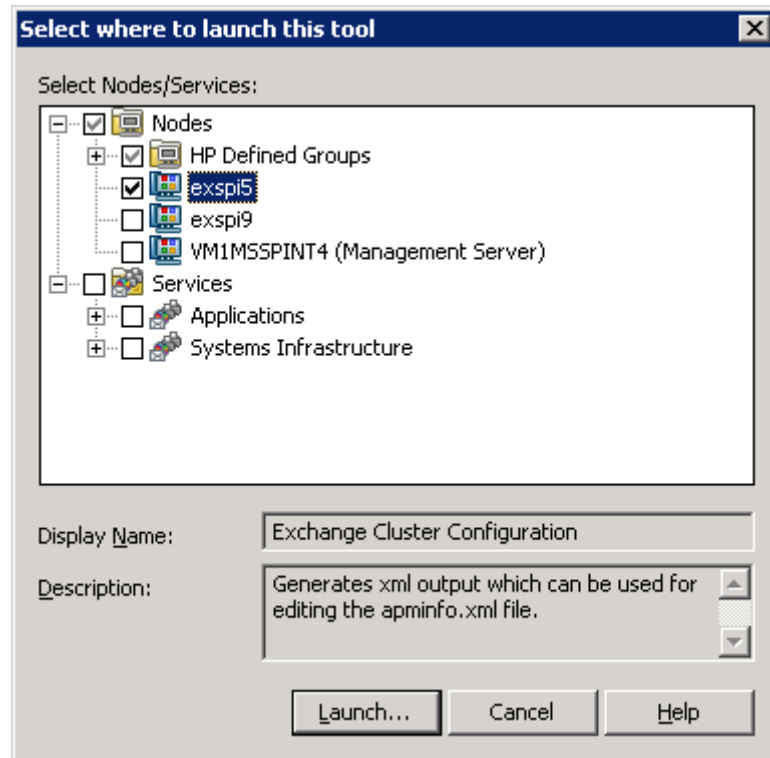 Select where to launch this tool
Select Nodes/Services:
Nodes
HP Defined Groups
exspi5
exspi9
VM1MSSPINT4 (Management Server)
Services
Applications
Systems Infrastructure
Display Name:
Exchange Cluster Configuration
Description:
Generates xml output which can be used for
editing the apminfo.xml file.
Launch... Cancel Help